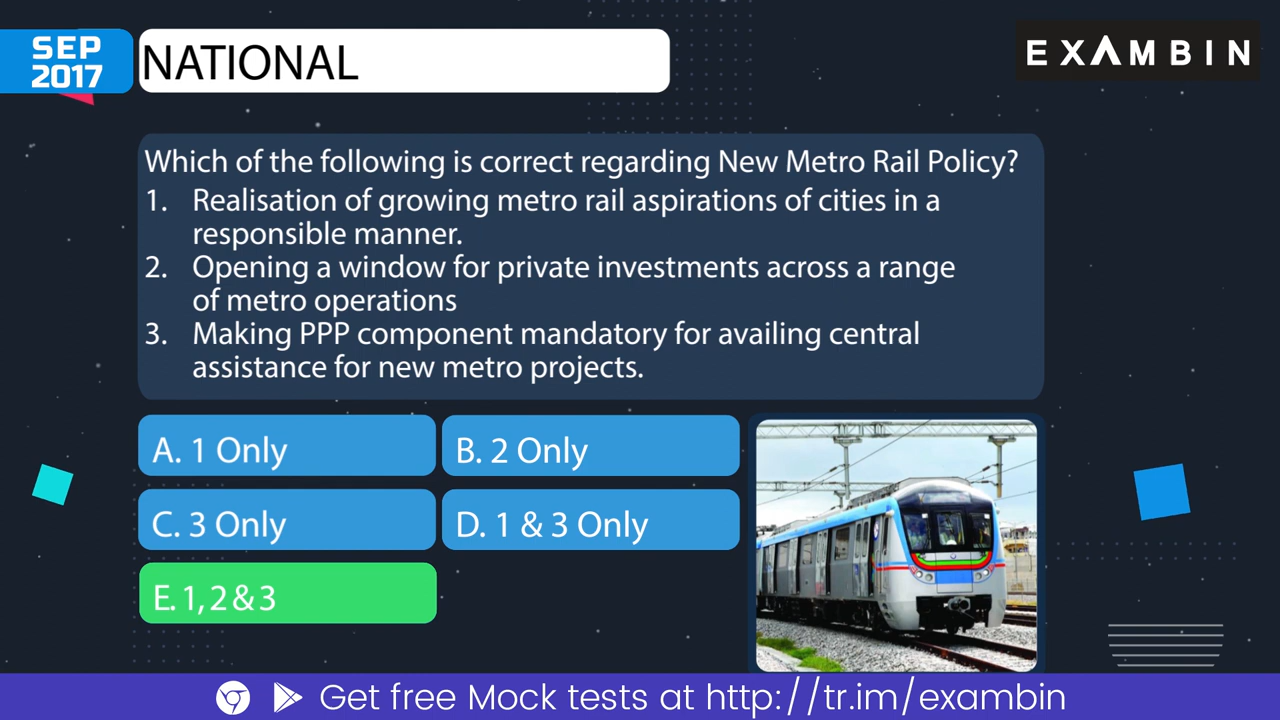 SEP
2017
NATIONAL
EXAMBIN
Which of the following is correct regarding New Metro Rail Policy?
1. Realisation of growing metro rail aspirations of cities in a
responsible manner.
2. Opening a window for private investments across a range
of metro operations
3. Making PPP component mandatory for availing central
assistance for new metro projects.
A. 1 Only
B. 2 Only
C. 3 Only
D. 1 & 3 Only
E. 1, 2 & 3
Get free Mock tests at http://tr.im/exambin